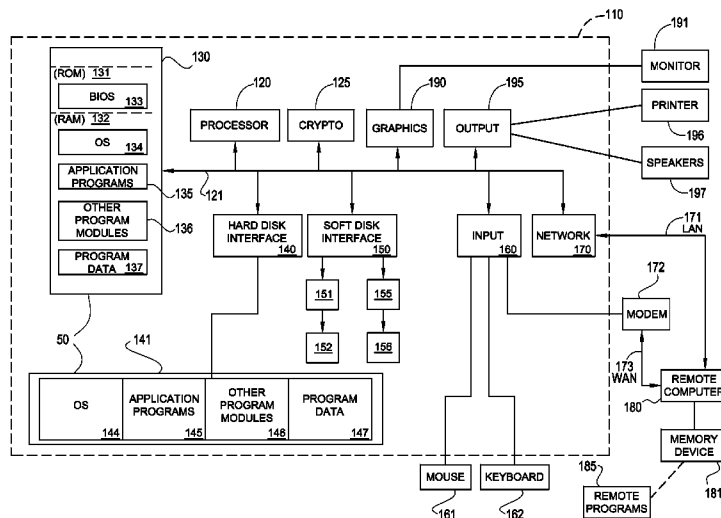 110
191
MONITOR
130
(ROM) 131
BIOS 133
(RAM) 132
OS
134
APPLICATION
PROGRAMS
135
OTHER
PROGRAM
MODULES
136
PROGRAM
DATA 137
120
PROCESSOR
125
CRYPTO
190
GRAPHICS
195
OUTPUT
PRINTER
196
SPEAKERS
197
121
HARD DISK
INTERFACE
140
SOFT DISK
INTERFACE
150
INPUT
160
NETWORK
170
171
LAN
151
155
152
156
172
MODEM
173
WAN
50
141
OS
144
APPLICATION
PROGRAMS
145
OTHER
PROGRAM
MODULES
146
PROGRAM
DATA
147
REMOTE
COMPUTER
180
MEMORY
DEVICE
181
185
REMOTE
PROGRAMS
MOUSE
161
KEYBOARD
162